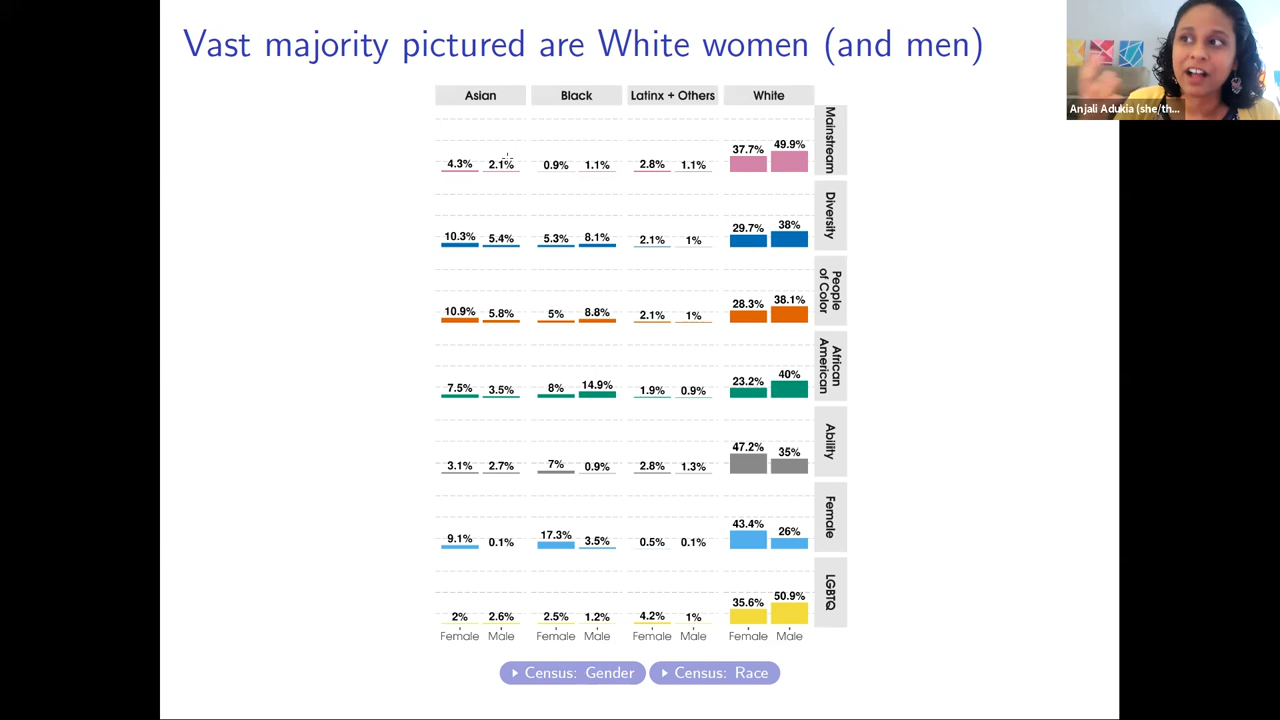 Vast majority pictured are White women (and men)
Anjali Adukia (she/th...
Asian Black Latinx + Others White
4.3% 2.1% 0.9% 1.1% 2.8% 1.1% 37.7% 49.9%
Mainstream
10.3% 5.4% 5.3% 8.1% 2.1% 1% 29.7% 38%
Diversity
10.9% 5.8% 5% 8.8% 2.1% 1% 28.3% 38.1%
People
of Color
7.5% 3.5% 8% 14.9% 1.9% 0.9% 23.2% 40%
African
American
3.1% 2.7% 7% 0.9% 2.8% 1.3% 47.2% 35%
Ability
9.1% 0.1% 17.3% 3.5% 0.5% 0.1% 43.4% 26%
Female
2% 2.6% 2.5% 1.2% 4.2% 1% 35.6% 50.9%
LGBTQ
Female Male Female Male Female Male Female Male
Census: Gender Census: Race